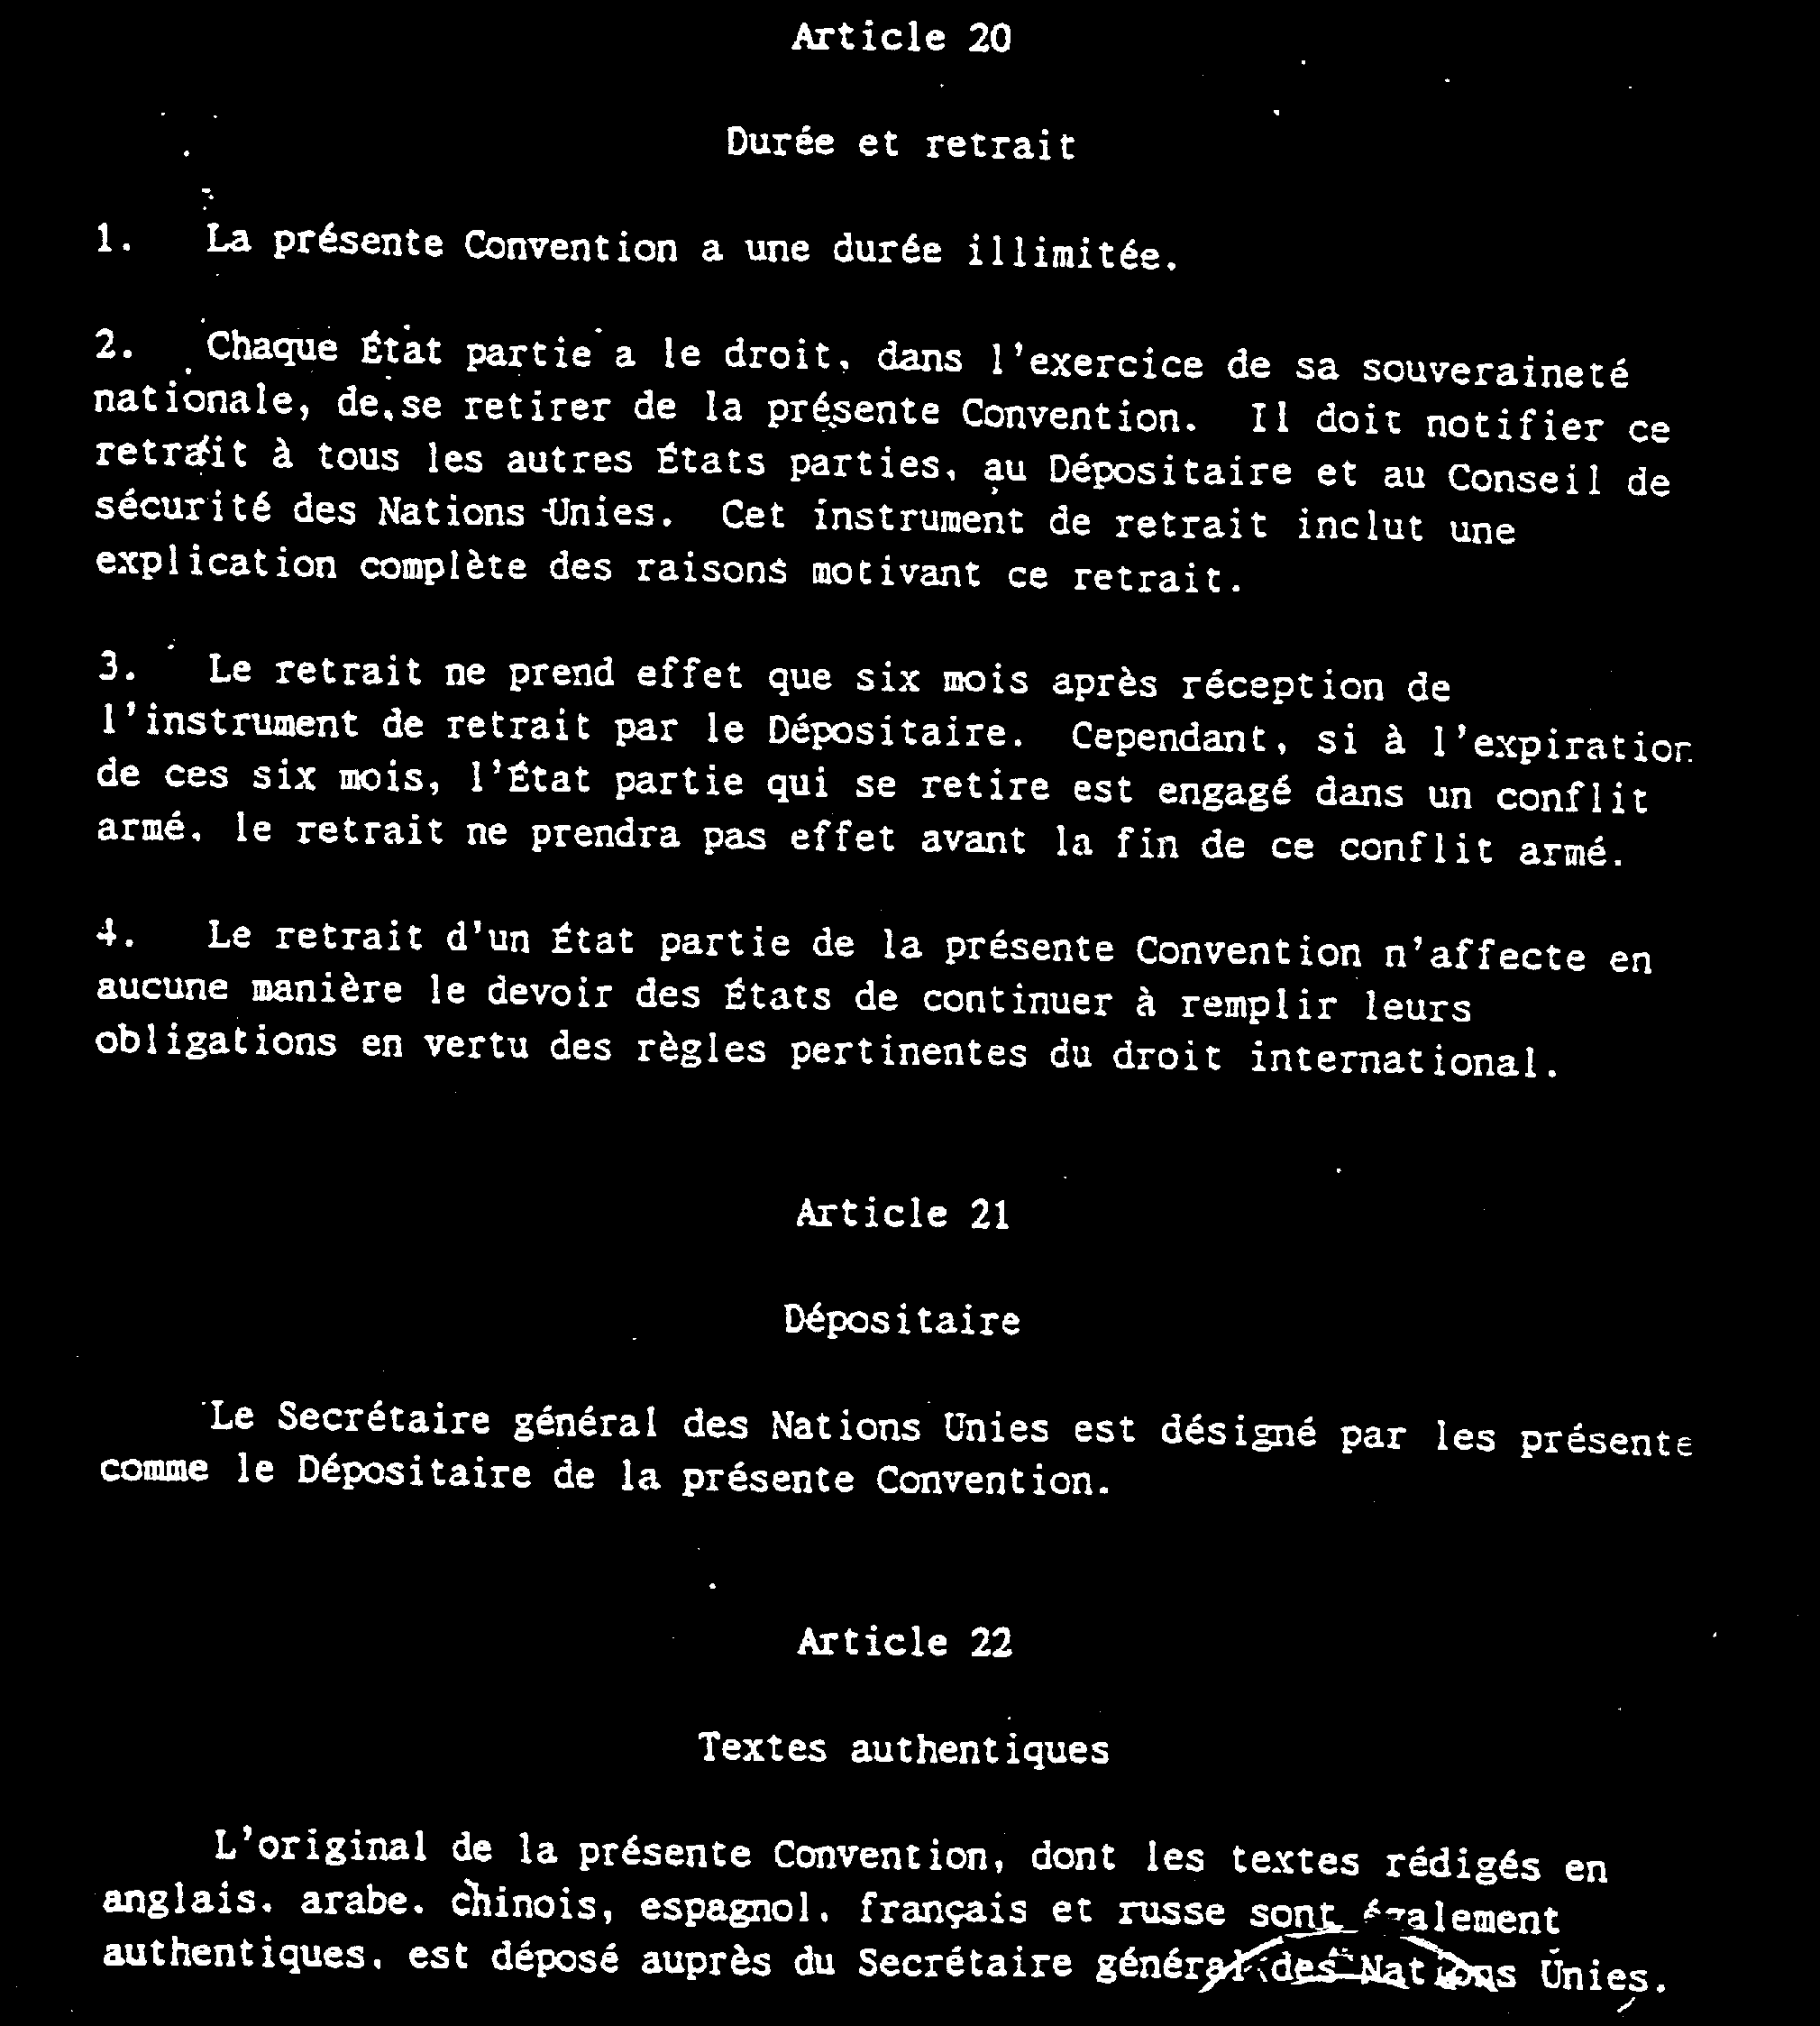 Article 20
Durée et retrait
1. La présente Convention a une durée illimitée.
2. Chaque État partie a le droit, dans l'exercice de sa souveraineté
nationale, de se retirer de la présente Convention. Il doit notifier ce
retrait à tous les autres États parties, au Dépositaire et au Conseil de
sécurité des Nations Unies. Cet instrument de retrait inclut une
explication complète des raisons motivant ce retrait.
3. Le retrait ne prend effet que six mois après réception de
l'instrument de retrait par le Dépositaire. Cependant, si à l'expiration
de ces six mois, l'État partie qui se retire est engagé dans un conflit
armé, le retrait ne prendra pas effet avant la fin de ce conflit armé.
4. Le retrait d'un État partie de la présente Convention n'affecte en
aucune manière le devoir des États de continuer à remplir leurs
obligations en vertu des règles pertinentes du droit international.
Article 21
Dépositaire
Le Secrétaire général des Nations Unies est désigné par les présente
comme le Dépositaire de la présente Convention.
Article 22
Textes authentiques
L'original de la présente Convention, dont les textes rédigés en
anglais, arabe, chinois, espagnol, français et russe sont également
authentiques, est déposé auprès du Secrétaire général des Nations Unies.